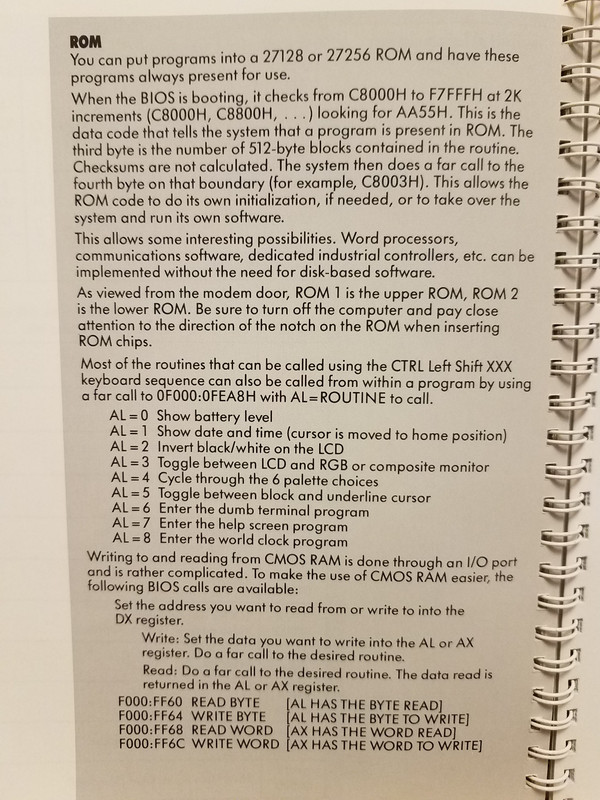 ROM
You can put programs into a 27128 or 27256 ROM and have these
programs always present for use.
When the BIOS is booting, it checks from C8000H to F7FFFH at 2K
increments (C8000H, C8800H, . . .) looking for AA55H. This is the
data code that tells the system that a program is present in ROM. The
third byte is the number of 512-byte blocks contained in the routine.
Checksums are not calculated. The system then does a far call to the
fourth byte on that boundary (for example, C8003H). This allows the
ROM code to do its own initialization, if needed, or to take over the
system and run its own software.
This allows some interesting possibilities. Word processors,
communications software, dedicated industrial controllers, etc. can be
implemented without the need for disk-based software.
As viewed from the modem door, ROM 1 is the upper ROM, ROM 2
is the lower ROM. Be sure to turn off the computer and pay close
attention to the direction of the notch on the ROM when inserting
ROM chips.
Most of the routines that can be called using the CTRL Left Shift XXX
keyboard sequence can also be called from within a program by using
a far call to 0F000:0FEA8H with AL=ROUTINE to call.
AL = 0 Show battery level
AL = 1 Show date and time (cursor is moved to home position)
AL = 2 Invert black/white on the LCD
AL = 3 Toggle between LCD and RGB or composite monitor
AL = 4 Cycle through the 6 palette choices
AL = 5 Toggle between block and underline cursor
AL = 6 Enter the dumb terminal program
AL = 7 Enter the help screen program
AL = 8 Enter the world clock program
Writing to and reading from CMOS RAM is done through an I/O port
and is rather complicated. To make the use of CMOS RAM easier, the
following BIOS calls are available:
Set the address you want to read from or write to into the
DX register.
Write: Set the data you want to write into the AL or AX
register. Do a far call to the desired routine.
Read: Do a far call to the desired routine. The data read is
returned in the AL or AX register.
F000:FF60 READ BYTE [AL HAS THE BYTE READ]
F000:FF64 WRITE BYTE [AL HAS THE BYTE TO WRITE]
F000:FF68 READ WORD [AX HAS THE WORD READ]
F000:FF6C WRITE WORD [AX HAS THE WORD TO WRITE]